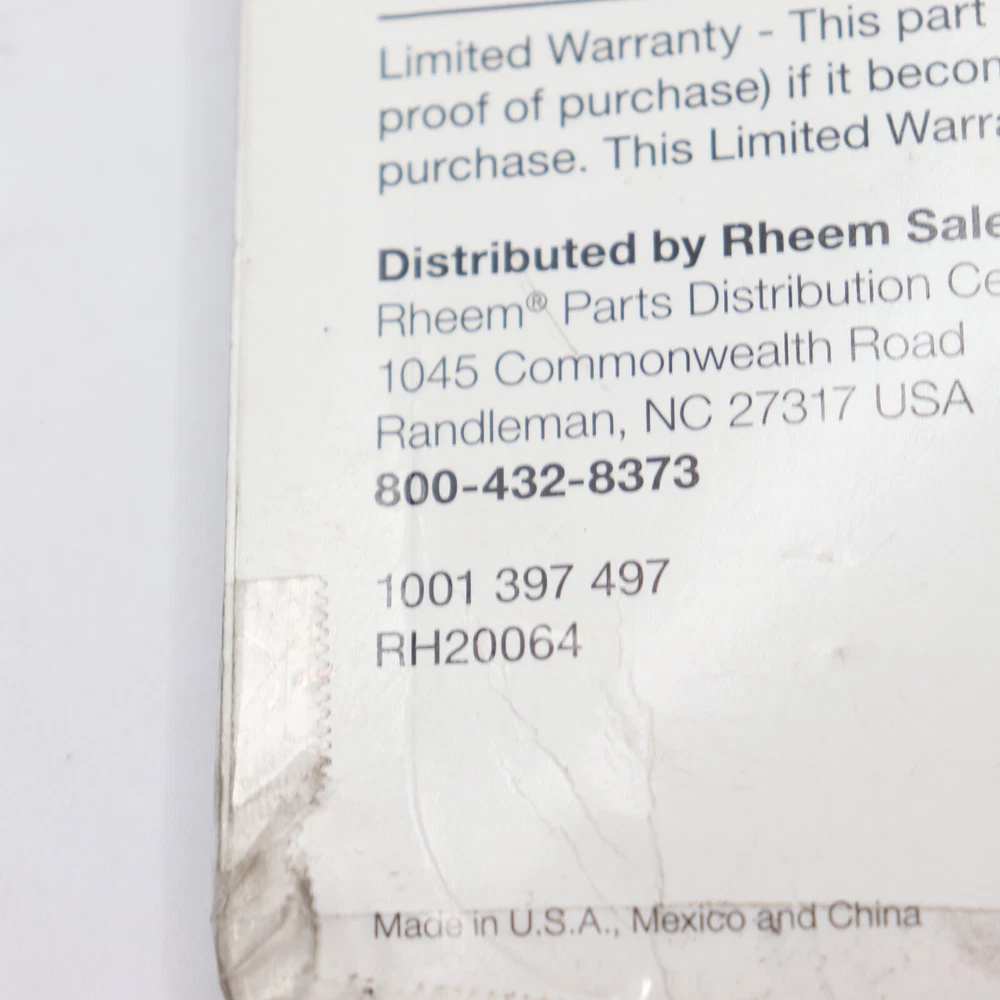 Limited Warranty - This part
proof of purchase) if it becom
purchase. This Limited Warra
Distributed by Rheem Sale
Rheem® Parts Distribution Ce
1045 Commonwealth Road
Randleman, NC 27317 USA
800-432-8373
1001 397 497
RH20064
Made in U.S.A., Mexico and China